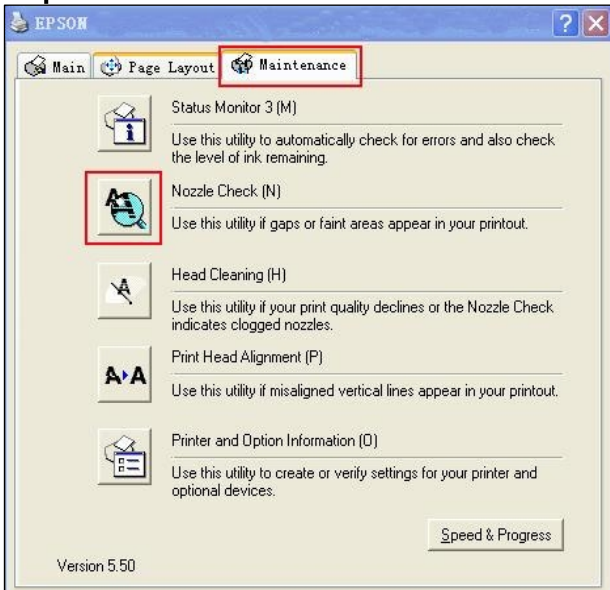 EPSON
Main Page Layout Maintenance
Status Monitor 3 (M)
Use this utility to automatically check for errors and also check
the level of ink remaining.
Nozzle Check (N)
Use this utility if gaps or faint areas appear in your printout.
Head Cleaning (H)
Use this utility if your print quality declines or the Nozzle Check
indicates clogged nozzles.
Print Head Alignment (P)
A A
Use this utility if misaligned vertical lines appear in your printout.
Printer and Option Information (O)
Use this utility to create or verify settings for your printer and
optional devices.
Speed & Progress
Version 5.50